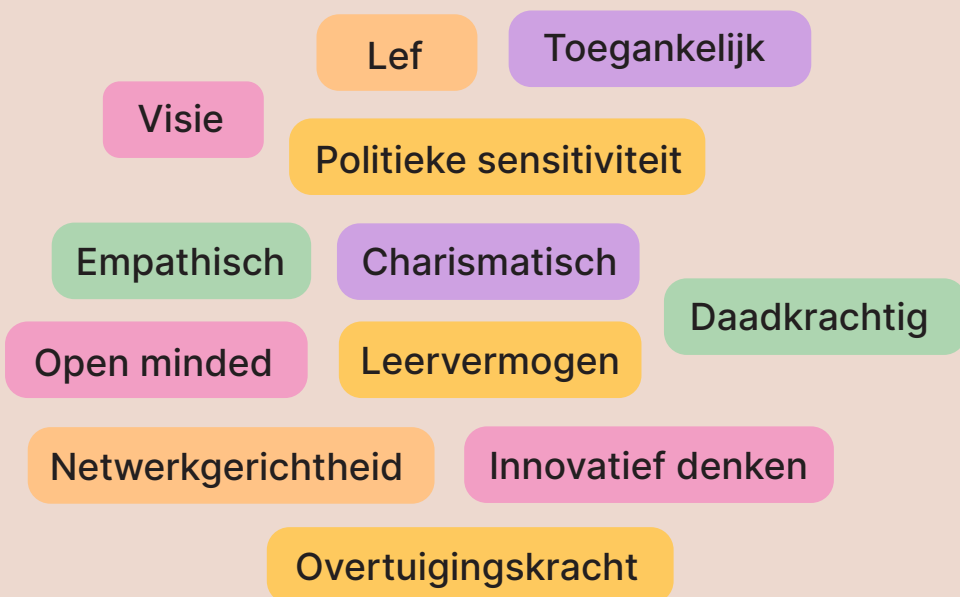 Lef
Toegankelijk
Visie
Politieke sensitiviteit
Empathisch
Charismatisch
Daadkrachtig
Open minded
Leervermogen
Netwerkgerichtheid
Innovatief denken
Overtuigingskracht